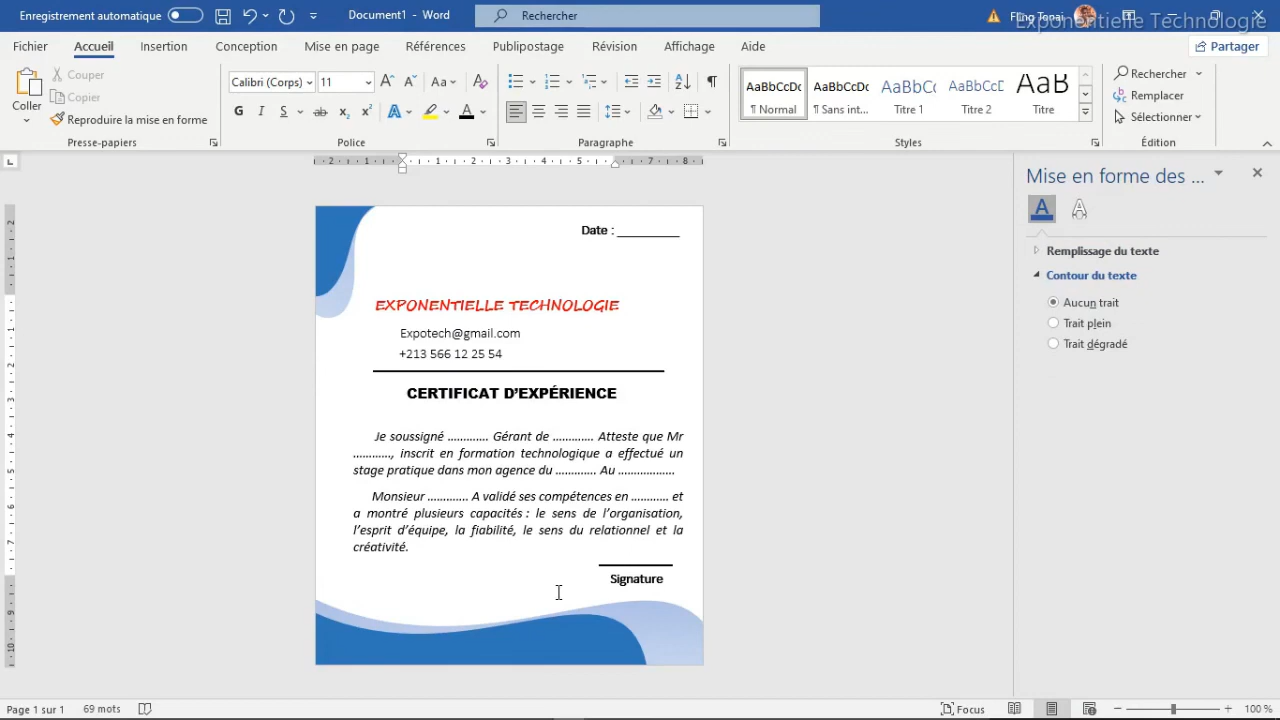 Enregistrement automatique
Document1 - Word
Rechercher
Fling Tonai
Exponentielle Technologie
Fichier Accueil Insertion Conception Mise en page Références Publipostage Révision Affichage Aide
Partager
Coller
Couper
Copier
Reproduire la mise en forme
Presse-papiers
Calibri (Corps) 11
Police
Paragraphe
AaBbCcDc AaBbCcDc AaBbCc AaBbCcC AaB
¶ Normal ¶ Sans int... Titre 1 Titre 2 Titre
Styles
Rechercher
Remplacer
Sélectionner
Édition
Mise en forme des ...
Remplissage du texte
Contour du texte
Aucun trait
Trait plein
Trait dégradé
Date : __________
EXPONENTIELLE TECHNOLOGIE
Expotech@gmail.com
+213 566 12 25 54
CERTIFICAT D’EXPÉRIENCE
Je soussigné ............. Gérant de ............. Atteste que Mr
............, inscrit en formation technologique a effectué un
stage pratique dans mon agence du ............. Au ..................
Monsieur ............. A validé ses compétences en ............ et
a montré plusieurs capacités : le sens de l’organisation,
l’esprit d’équipe, la fiabilité, le sens du relationnel et la
créativité.
Signature
Page 1 sur 1 69 mots
Focus
100 %